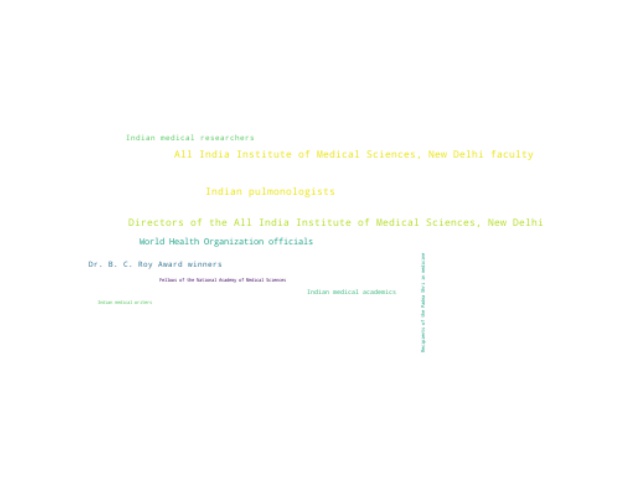 Indian medical researchers
All India Institute of Medical Sciences, New Delhi faculty
Indian pulmonologists
Directors of the All India Institute of Medical Sciences, New Delhi
World Health Organization officials
Dr. B. C. Roy Award winners
Fellows of the National Academy of Medical Sciences
Indian medical academics
Indian medical writers
Recipients of the Padma Shri in medicine